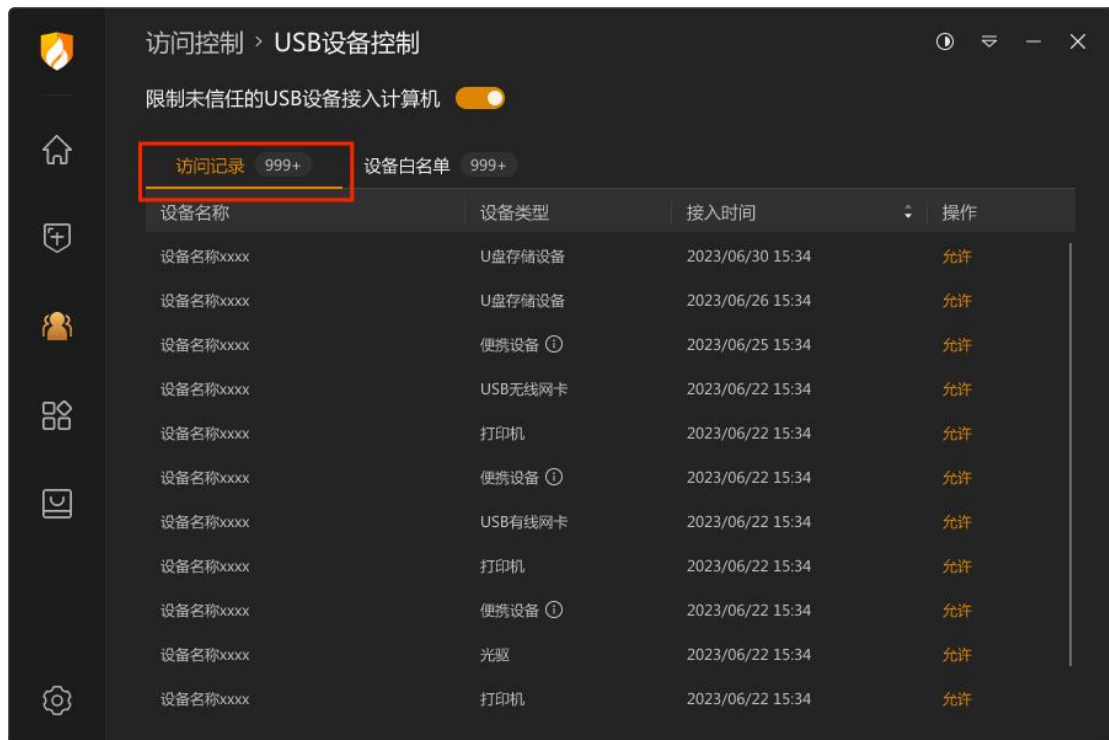 访问控制 > USB设备控制
限制未信任的USB设备接入计算机
访问记录 999+ 设备白名单 999+
设备名称 设备类型 接入时间 操作
设备名称xxxx U盘存储设备 2023/06/30 15:34 允许
设备名称xxxx U盘存储设备 2023/06/26 15:34 允许
设备名称xxxx 便携设备 2023/06/25 15:34 允许
设备名称xxxx USB无线网卡 2023/06/22 15:34 允许
设备名称xxxx 打印机 2023/06/22 15:34 允许
设备名称xxxx 便携设备 2023/06/22 15:34 允许
设备名称xxxx USB有线网卡 2023/06/22 15:34 允许
设备名称xxxx 打印机 2023/06/22 15:34 允许
设备名称xxxx 便携设备 2023/06/22 15:34 允许
设备名称xxxx 光驱 2023/06/22 15:34 允许
设备名称xxxx 打印机 2023/06/22 15:34 允许